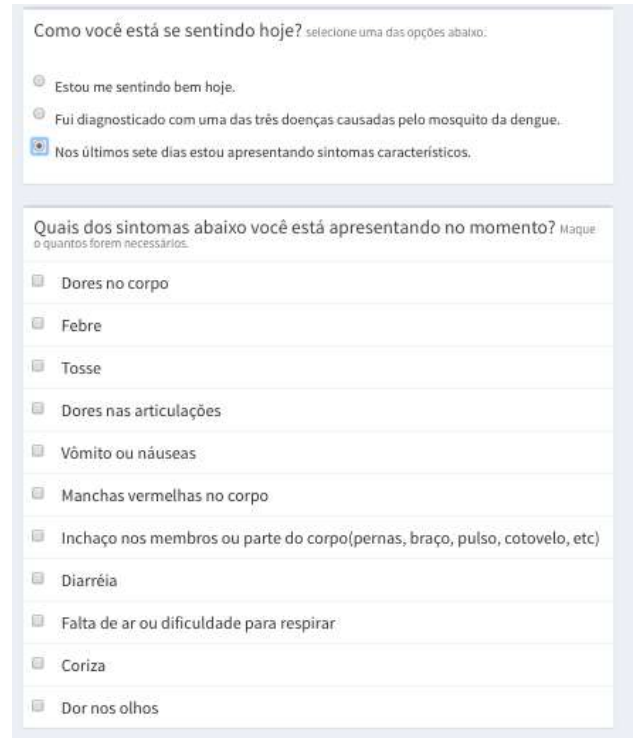 Como você está se sentindo hoje? selecione uma das opções abaixo.
Estou me sentindo bem hoje.
Fui diagnosticado com uma das três doenças causadas pelo mosquito da dengue.
Nos últimos sete dias estou apresentando sintomas característicos.
Quais dos sintomas abaixo você está apresentando no momento? Maque
o quantos forem necessários.
Dores no corpo
Febre
Tosse
Dores nas articulações
Vômito ou náuseas
Manchas vermelhas no corpo
Inchaço nos membros ou parte do corpo(pernas, braço, pulso, cotovelo, etc)
Diarréia
Falta de ar ou dificuldade para respirar
Coriza
Dor nos olhos